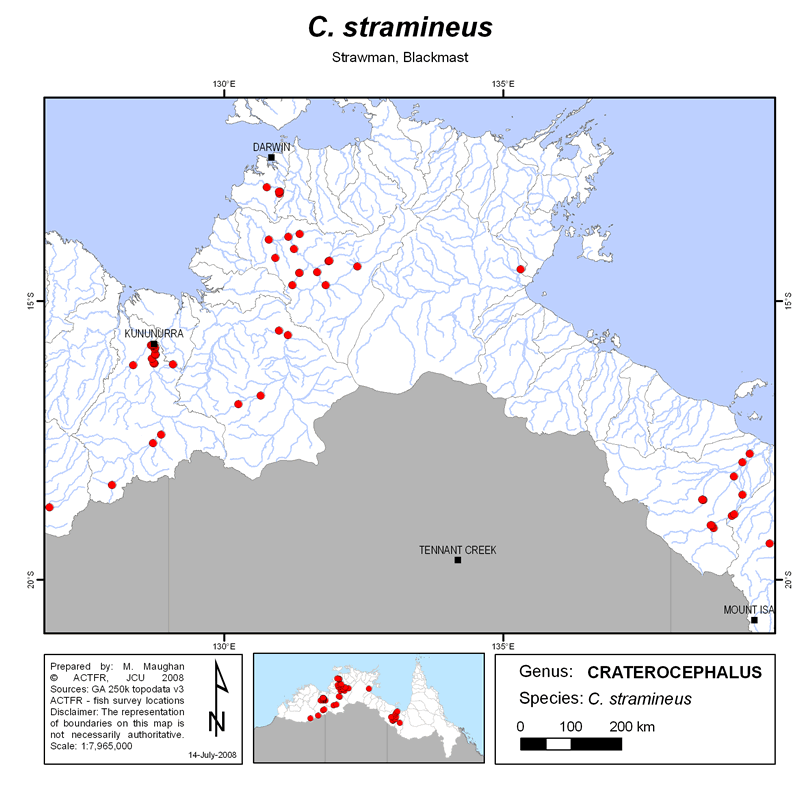 C. stramineus
Strawman, Blackmast
130°E
135°E
DARWIN
15°S
15°S
KUNUNURRA
TENNANT CREEK
20°S
20°S
MOUNT ISA
130°E
135°E
Prepared by: M. Maughan
© ACTFR, JCU 2008
Sources: GA 250k topodata v3
ACTFR - fish survey locations
Disclaimer: The representation
of boundaries on this map is
not necessarily authoritative.
Scale: 1:7,965,000
14-July-2008
N
Genus: CRATEROCEPHALUS
Species: C. stramineus
0 100 200 km